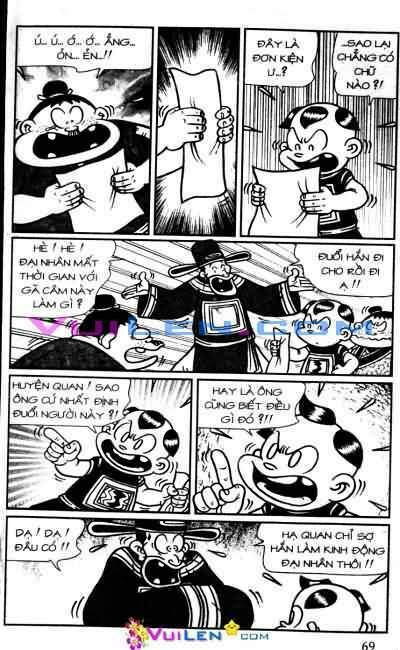 Ú... Ú... Ớ... Ớ... ẲNG...
ỎN... ẺN...!!
ĐÂY LÀ
ĐƠN KIỆN
Ư...?
...SAO LẠI
CHẲNG CÓ
CHỮ
NÀO ?!
HÈ ! HÈ !
ĐẠI NHÂN MẤT
THỜI GIAN VỚI
GÃ CÂM NÀY
LÀM GÌ ?
ĐUỔI HẮN ĐI
CHO RỒI ĐI
Ạ !!
VUILEN.COM
HUYỆN QUAN ! SAO
ÔNG CỨ NHẤT ĐỊNH
ĐUỔI NGƯỜI NÀY ?!
HAY LÀ ÔNG
CŨNG BIẾT ĐIỀU
GÌ ĐÓ ?!!
DẠ ! DẠ !
ĐÂU CÓ !!
HẠ QUAN CHỈ SỢ
HẮN LÀM KINH ĐỘNG
ĐẠI NHÂN THÔI !!
VUILEN.COM
69